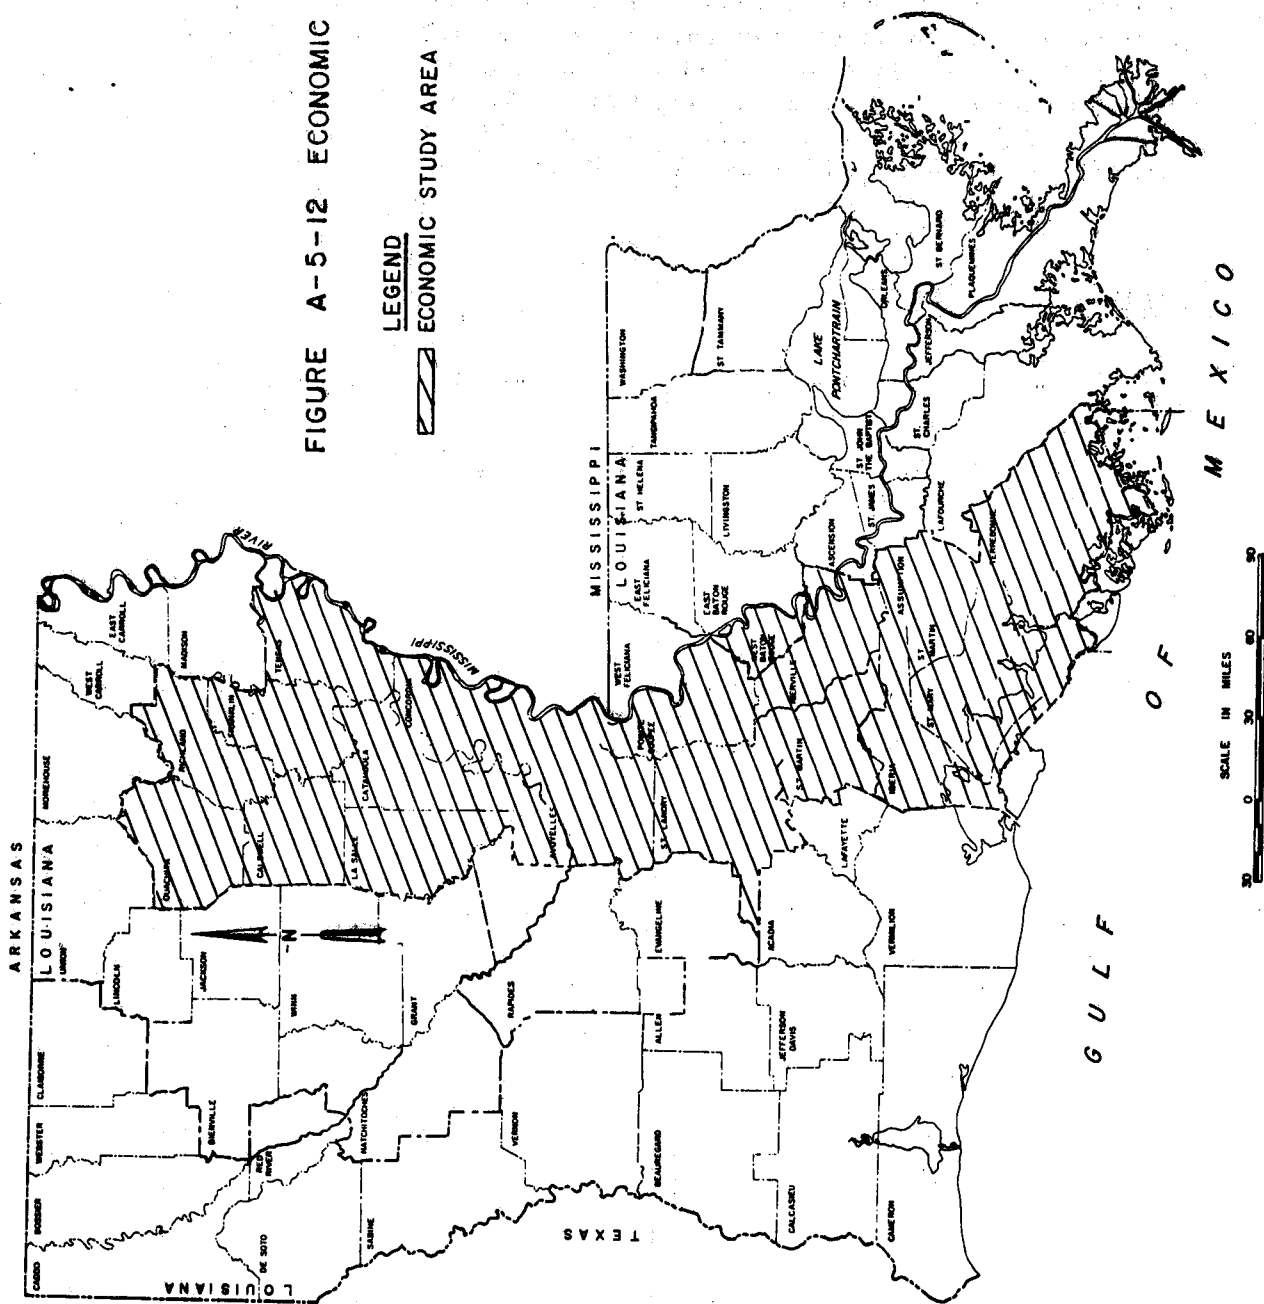 FIGURE A-5-12 ECONOMIC
LEGEND
ECONOMIC STUDY AREA
ARKANSAS
LOUISIANA
CADDO
BOSSIER
WEBSTER
CLAIBORNE
UNION
MOREHOUSE
WEST
CARROLL
EAST
CARROLL
LINCOLN
OUACHITA
RICHLAND
MADISON
BIENVILLE
JACKSON
CALDWELL
FRANKLIN
TENSAS
RIVER
DE SOTO
RED
RIVER
WINN
N
LA SALLE
CATAHOULA
CONCORDIA
MISSISSIPPI
LOUISIANA
SABINE
NATCHITOCHES
GRANT
RAPIDES
VERNON
AVOYELLES
TEXAS
MISSISSIPPI
LOUISIANA
WEST
FELICIANA
EAST
FELICIANA
ST HELENA
TANGIPAHOA
WASHINGTON
BEAUREGARD
ALLEN
EVANGELINE
ST LANDRY
POINTE
COUPEE
EAST
BATON
ROUGE
LIVINGSTON
ST TAMMANY
CALCASIEU
JEFFERSON
DAVIS
ACADIA
LAFAYETTE
ST MARTIN
IBERVILLE
WEST
BATON
ROUGE
ASCENSION
ST JAMES
ST JOHN
THE BAPTIST
LAKE
PONTCHARTRAIN
ORLEANS
CAMERON
VERMILION
IBERIA
ST MARY
ST MARTIN
ASSUMPTION
LAFOURCHE
ST.
CHARLES
JEFFERSON
ST BERNARD
PLAQUEMINES
TERREBONNE
GULF OF MEXICO
SCALE IN MILES
30 0 30 60 90